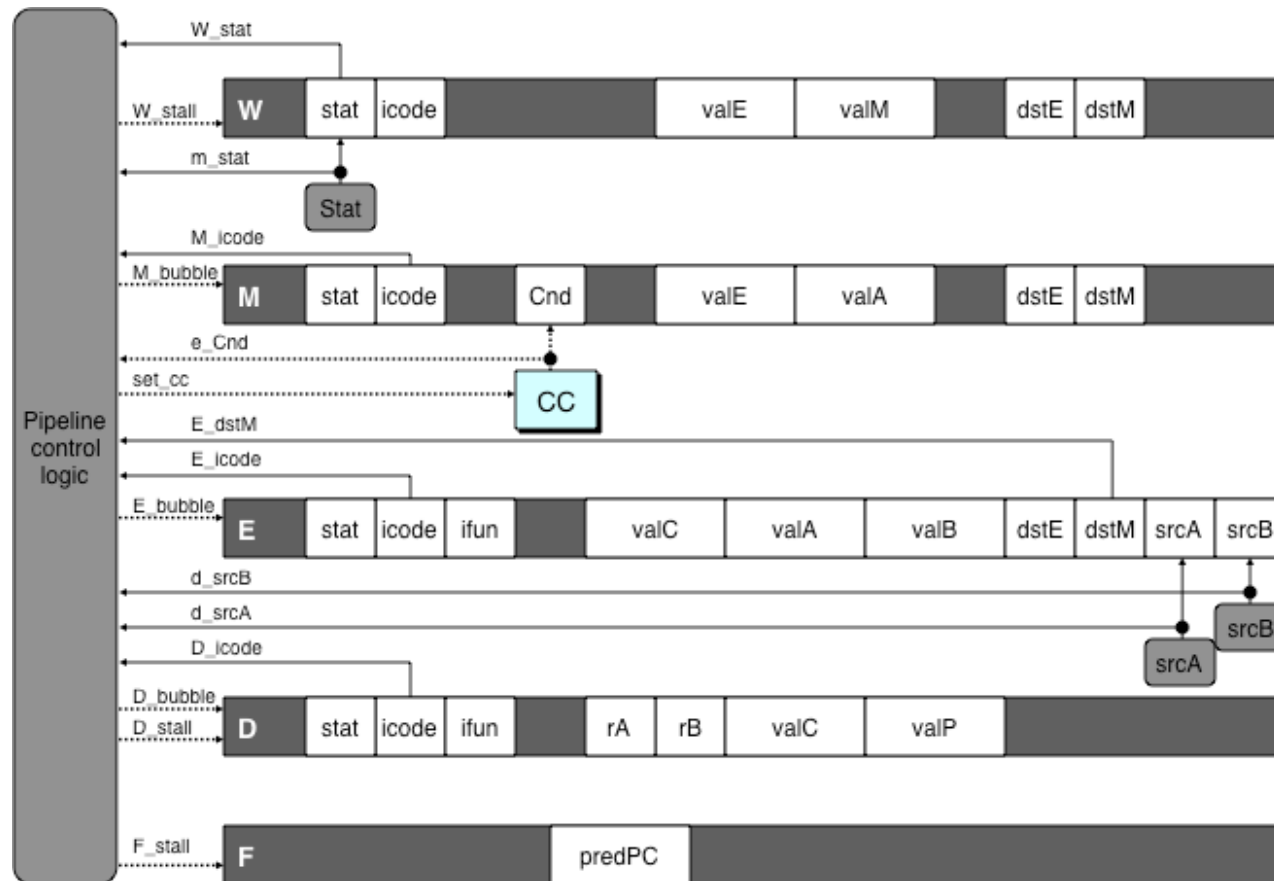 W_stat
W_stall
W stat icode valE valM dstE dstM
m_stat
Stat
M_icode
M_bubble
M stat icode Cnd valE valA dstE dstM
e_Cnd
set_cc
CC
Pipeline
control
logic
E_dstM
E_icode
E_bubble
E stat icode ifun valC valA valB dstE dstM srcA srcB
d_srcB
d_srcA
srcB
D_icode
srcA
D_bubble
D_stall
D stat icode ifun rA rB valC valP
F_stall
F predPC